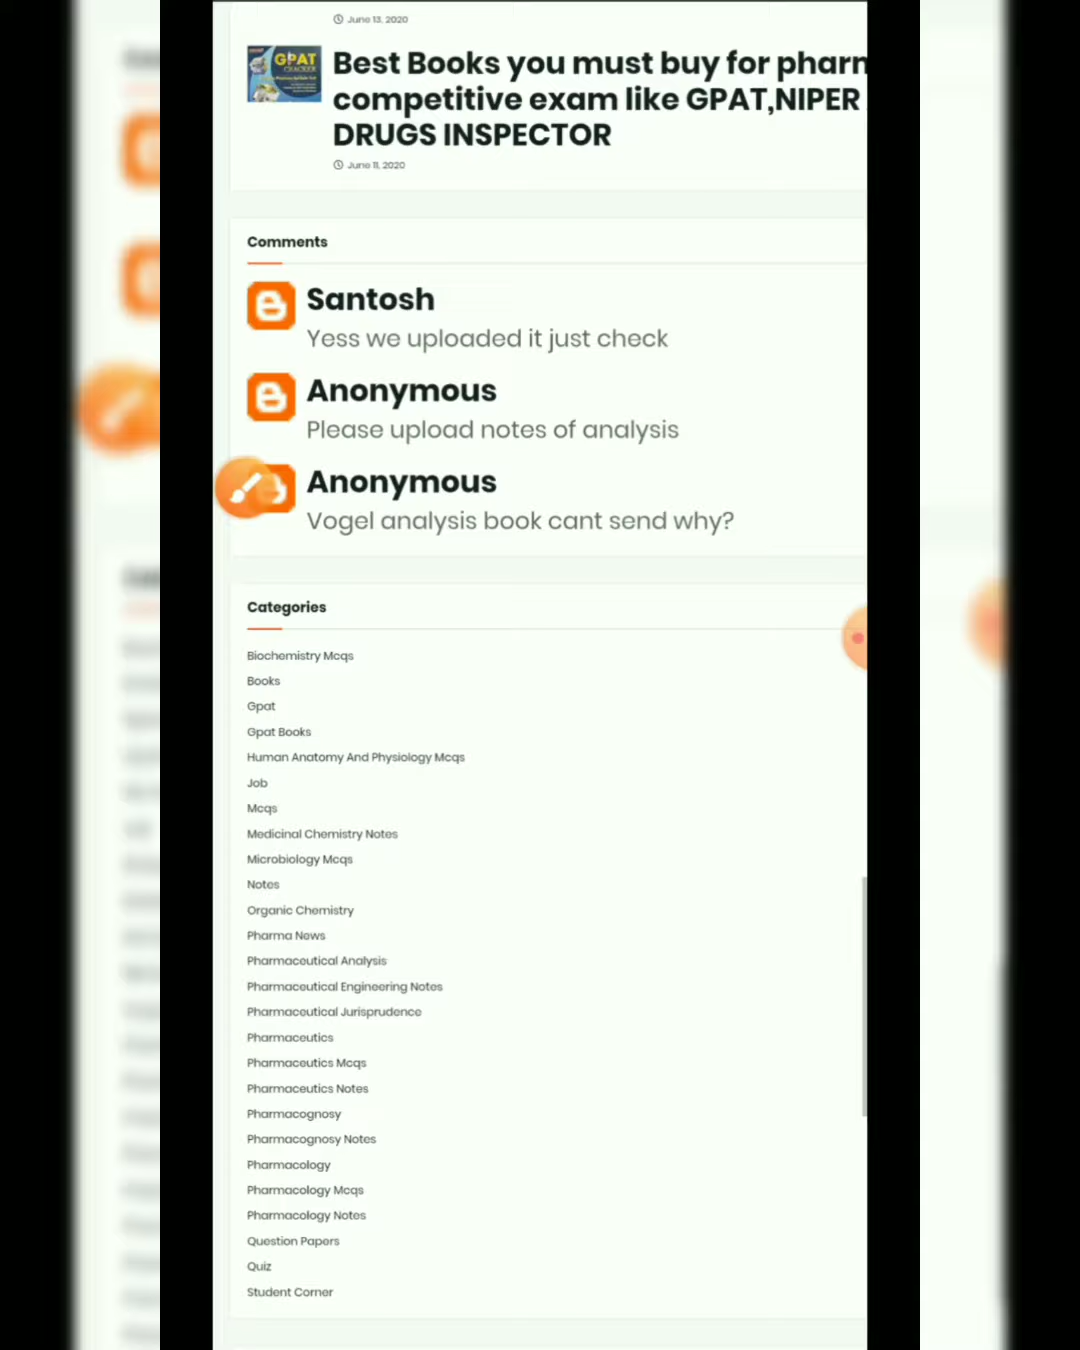 June 13, 2020
GPAT
Best Books you must buy for pharm
competitive exam like GPAT,NIPER
DRUGS INSPECTOR
June 11, 2020
Comments
Santosh
Yess we uploaded it just check
Anonymous
Please upload notes of analysis
Anonymous
Vogel analysis book cant send why?
Categories
Biochemistry Mcqs
Books
Gpat
Gpat Books
Human Anatomy And Physiology Mcqs
Job
Mcqs
Medicinal Chemistry Notes
Microbiology Mcqs
Notes
Organic Chemistry
Pharma News
Pharmaceutical Analysis
Pharmaceutical Engineering Notes
Pharmaceutical Jurisprudence
Pharmaceutics
Pharmaceutics Mcqs
Pharmaceutics Notes
Pharmacognosy
Pharmacognosy Notes
Pharmacology
Pharmacology Mcqs
Pharmacology Notes
Question Papers
Quiz
Student Corner